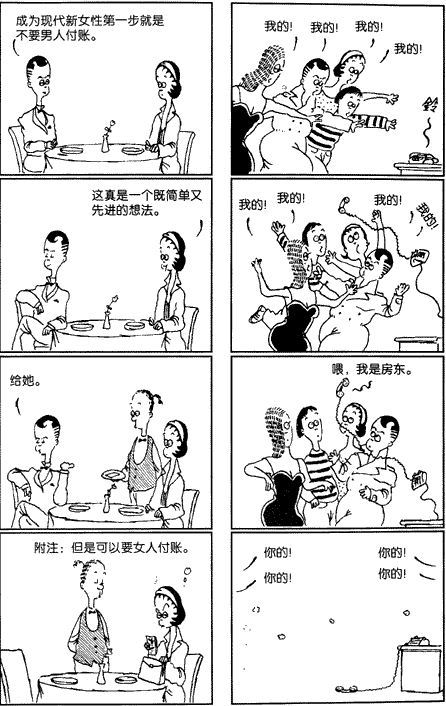 成为现代新女性第一步就是
不要男人付账。
这真是一个既简单又
先进的想法。
给她。
附注：但是可以要女人付账。
我的！
我的！
我的！
我的！
铃
我的！
我的！
我的！
我的！
喂，我是房东。
你的！
你的！
你的！
你的！